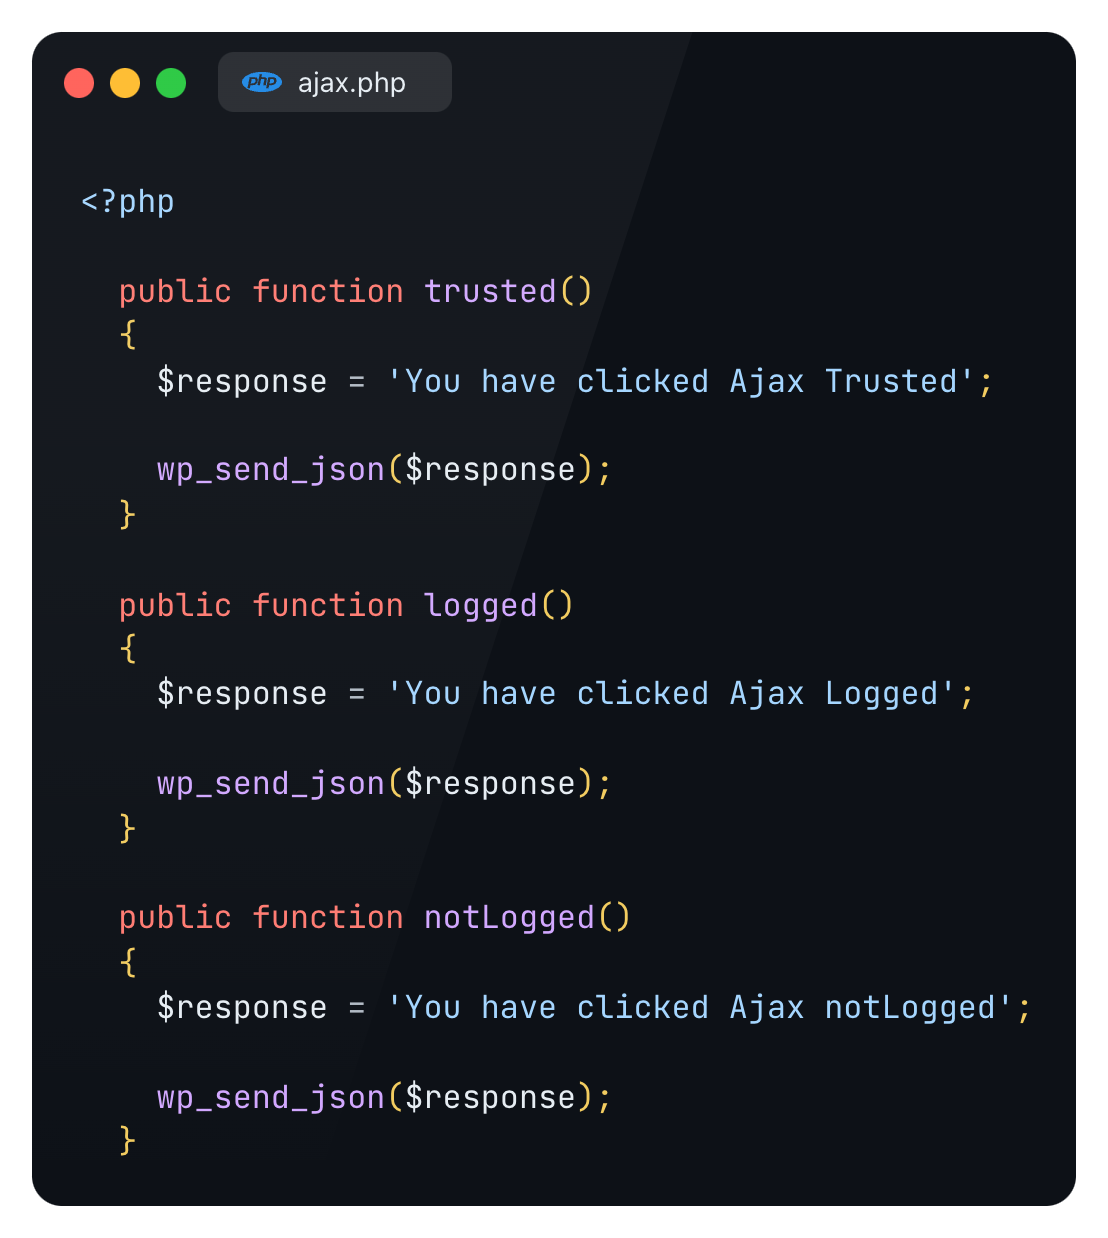 php ajax.php
<?php
public function trusted()
{
$response = 'You have clicked Ajax Trusted';
wp_send_json($response);
}
public function logged()
{
$response = 'You have clicked Ajax Logged';
wp_send_json($response);
}
public function notLogged()
{
$response = 'You have clicked Ajax notLogged';
wp_send_json($response);
}